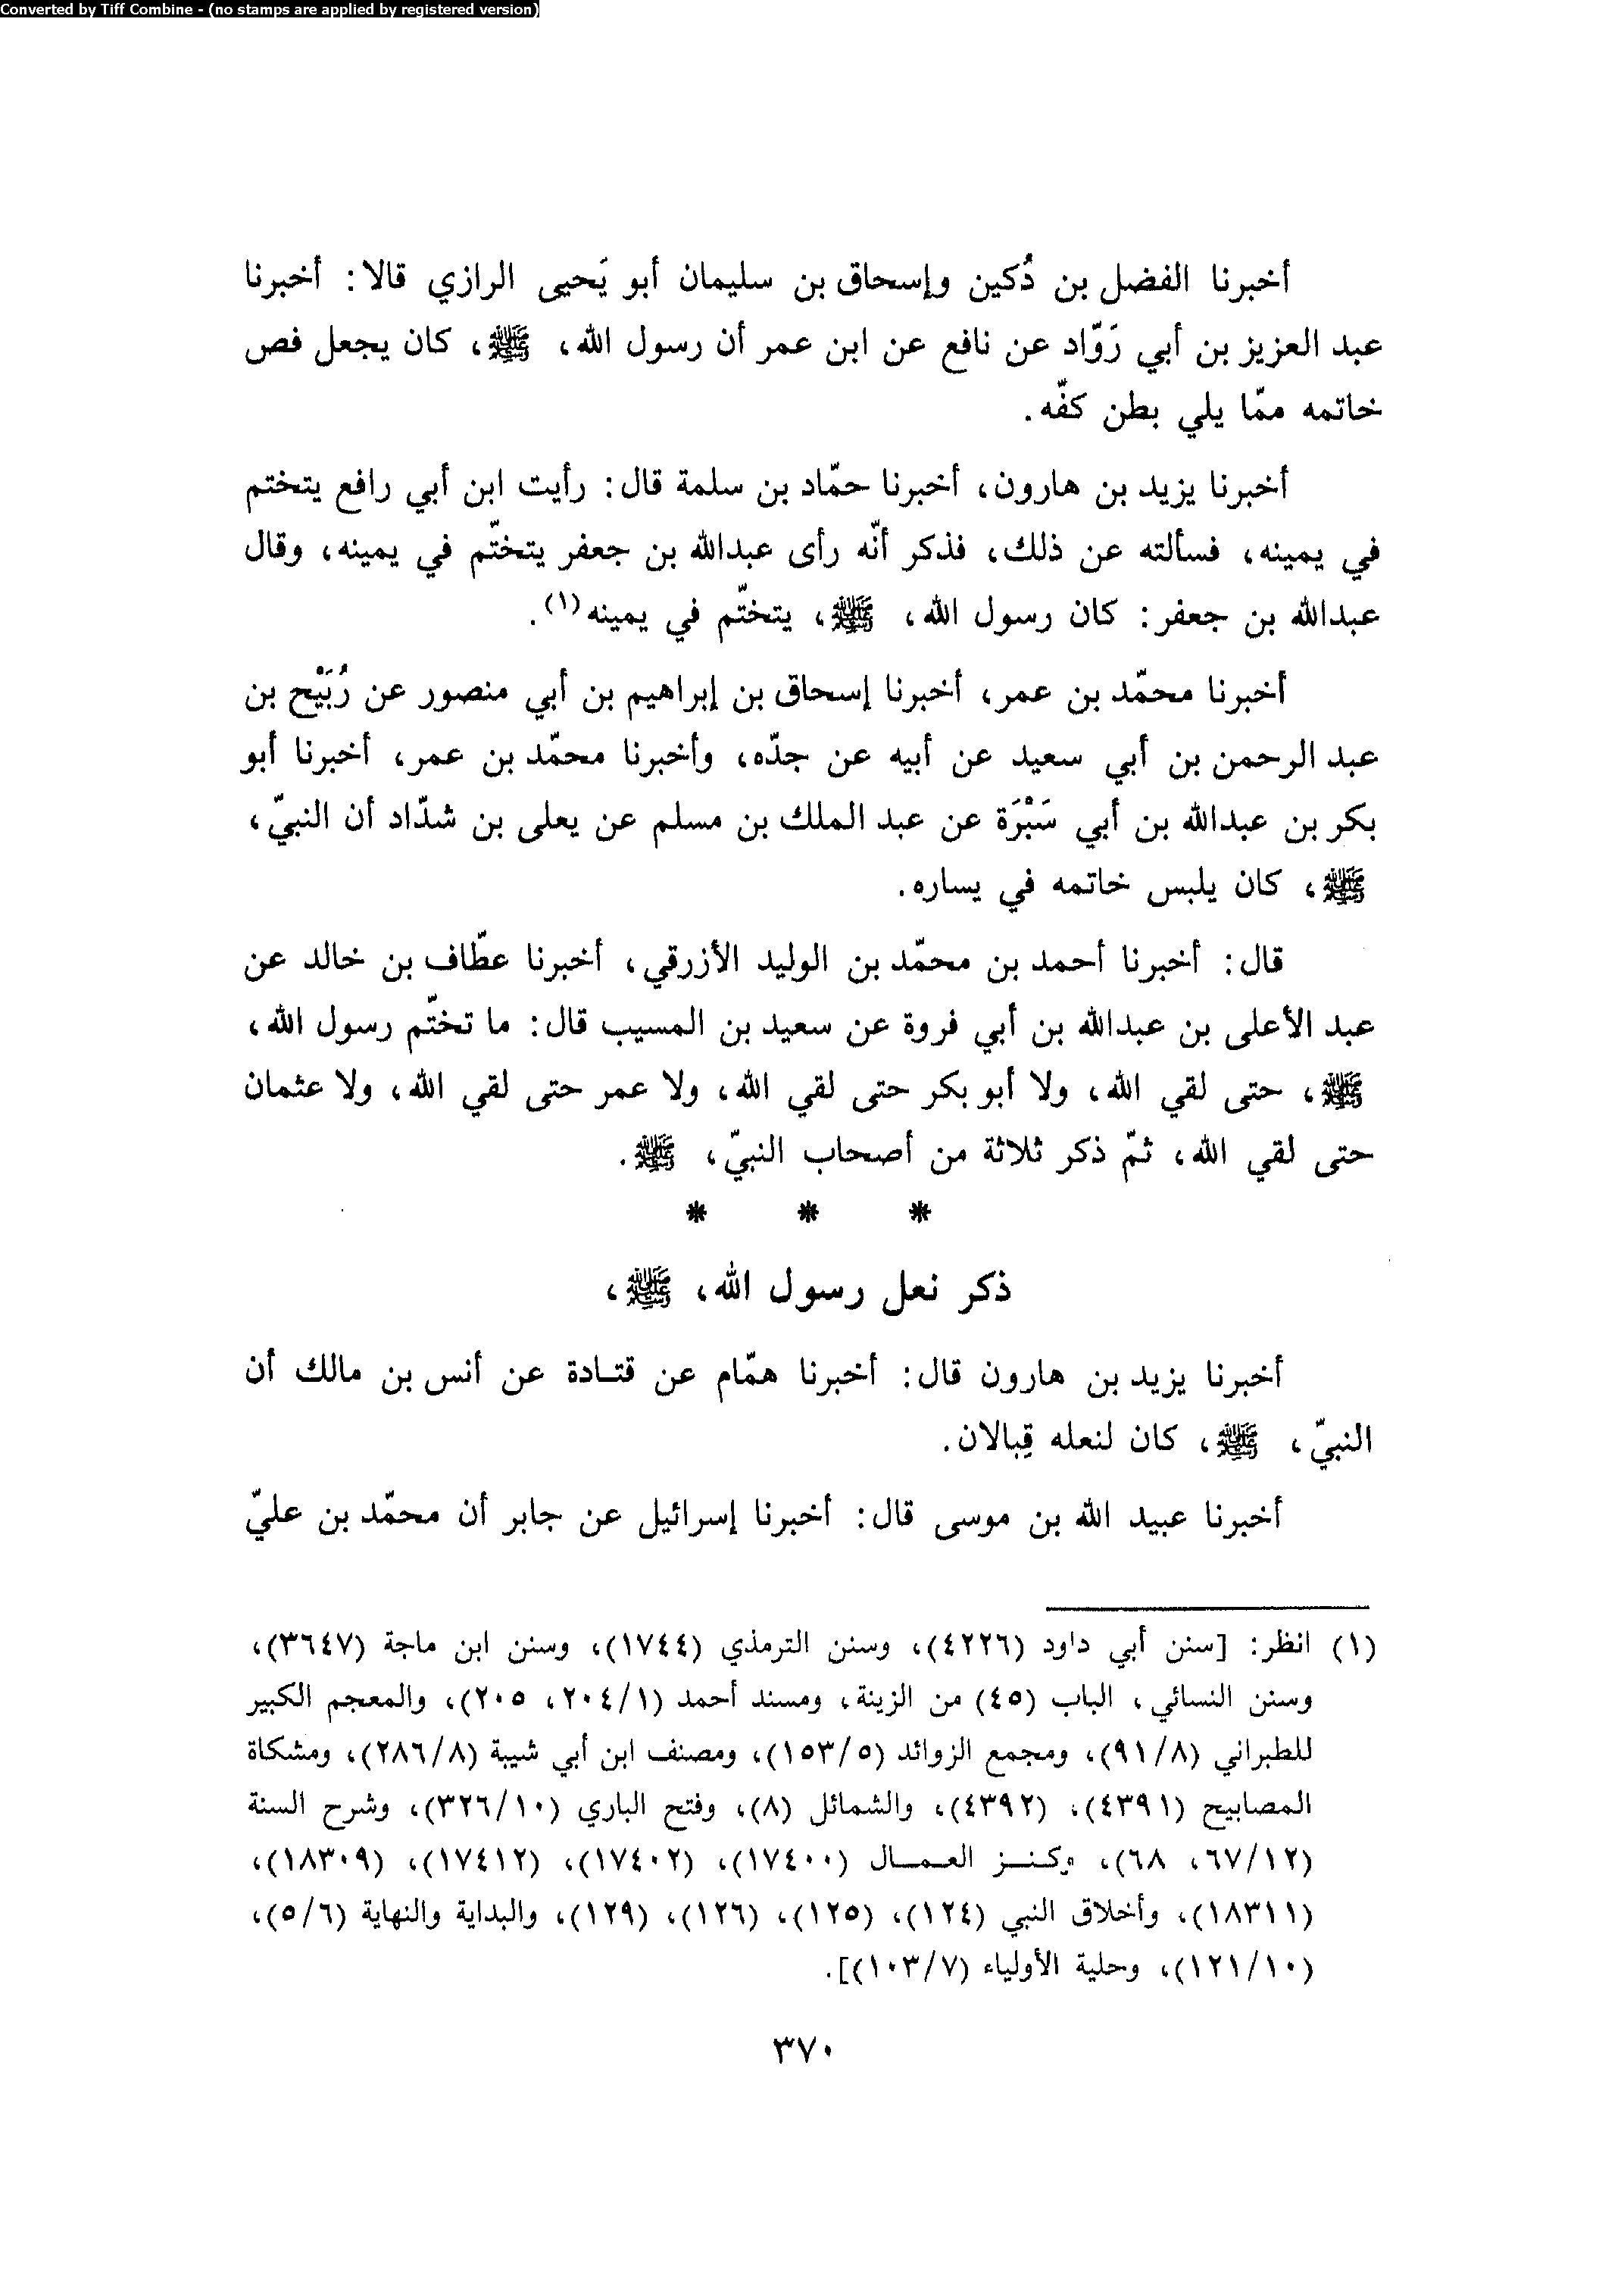 Converted by Tiff Combine - (no stamps are applied by registered version)
أخبرنا الفضل بن دُكين وإسحاق بن سليمان أبو يَحيى الرازي قالا: أخبرنا
عبد العزيز بن أبي رَوّاد عن نافع عن ابن عمر أن رسول الله، ﷺ، كان يجعل فص
خاتمه ممّا يلي بطن كفّه.
أخبرنا يزيد بن هارون، أخبرنا حمّاد بن سلمة قال: رأيت ابن أبي رافع يتختم
في يمينه، فسألته عن ذلك، فذكر أنّه رأى عبدالله بن جعفر يتختّم في يمينه، وقال
عبدالله بن جعفر: كان رسول الله، ﷺ، يتختّم في يمينه(١).
أخبرنا محمّد بن عمر، أخبرنا إسحاق بن إبراهيم بن أبي منصور عن رُبَيْح بن
عبد الرحمن بن أبي سعيد عن أبيه عن جدّه، وأخبرنا محمّد بن عمر، أخبرنا أبو
بكر بن عبدالله بن أبي سَبْرَة عن عبد الملك بن مسلم عن يعلى بن شدّاد أن النبيّ،
ﷺ، كان يلبس خاتمه في يساره.
قال: أخبرنا أحمد بن محمّد بن الوليد الأزرقي، أخبرنا عطّاف بن خالد عن
عبد الأعلى بن عبدالله بن أبي فروة عن سعيد بن المسيب قال: ما تختّم رسول الله،
ﷺ، حتى لقي الله، ولا أبو بكر حتى لقي الله، ولا عمر حتى لقي الله، ولا عثمان
حتى لقي الله، ثمّ ذكر ثلاثة من أصحاب النبيّ، ﷺ.
* * *
ذكر نعل رسول الله، ﷺ،
أخبرنا يزيد بن هارون قال: أخبرنا همّام عن قتـادة عن أنس بن مالك أن
النبيّ، ﷺ، كان لنعله قِبالان.
أخبرنا عبيد الله بن موسى قال: أخبرنا إسرائيل عن جابر أن محمّد بن عليّ
(١) انظر: [سنن أبي داود (٤٢٢٦)، وسنن الترمذي (١٧٤٤)، وسنن ابن ماجة (٣٦٤٧)،
وسنن النسائي، الباب (٤٥) من الزينة، ومسند أحمد (٢٠٤/١، ٢٠٥)، والمعجم الكبير
للطبراني (٩١/٨)، ومجمع الزوائد (١٥٣/٥)، ومصنف ابن أبي شيبة (٢٨٦/٨)، ومشكاة
المصابيح (٤٣٩١)، (٤٣٩٢)، والشمائل (٨)، وفتح الباري (٣٢٦/١٠)، وشرح السنة
(٦٧/١٢، ٦٨)، وكنـز العمـال (١٧٤٠٠)، (١٧٤٠٢)، (١٧٤١٢)، (١٨٣٠٩)،
(١٨٣١١)، وأخلاق النبي (١٢٤)، (١٢٥)، (١٢٦)، (١٢٩)، والبداية والنهاية (٥/٦)،
(١٢١/١٠)، وحلية الأولياء (١٠٣/٧)].
٣٧٠